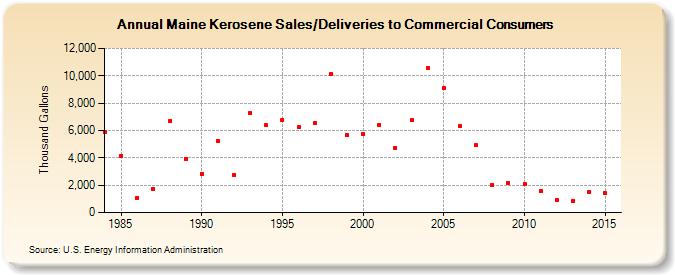 Annual Maine Kerosene Sales/Deliveries to Commercial Consumers
Thousand Gallons
12,000
10,000
8,000
6,000
4,000
2,000
0
1985 1990 1995 2000 2005 2010 2015
Source: U.S. Energy Information Administration